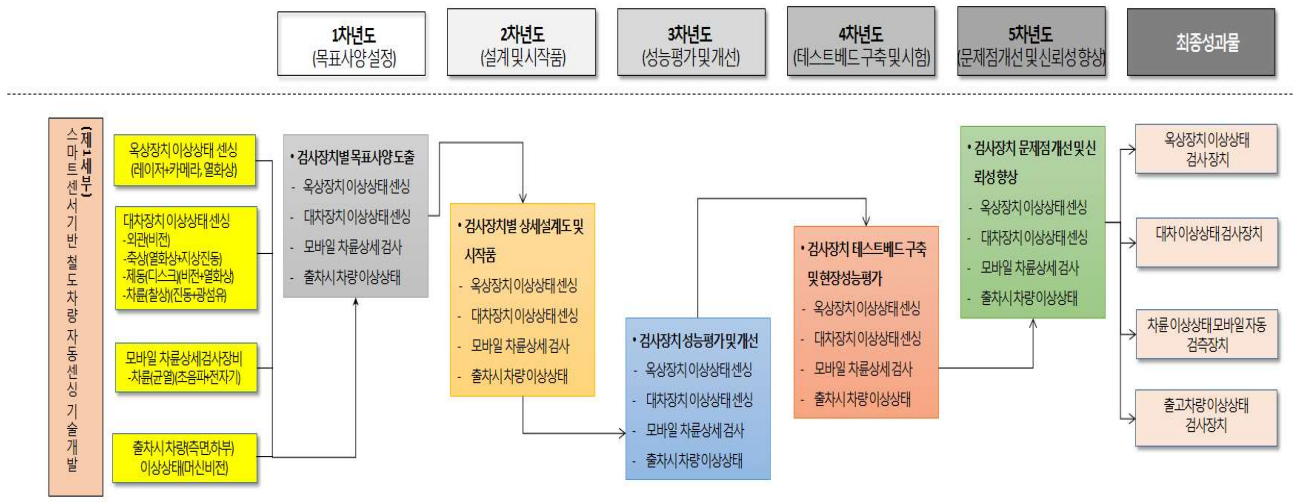 1차년도
(목표사양 설정)
2차년도
(설계 및 시작품)
3차년도
(성능평가 및 개선)
4차년도
(테스트베드 구축 및 시험)
5차년도
(문제점개선 및 신뢰성 향상)
최종성과물
(제1세부)
스마트센서기반 철도차량 자동센싱 기술개발
옥상장치 이상상태 센싱
(레이저+카메라, 열화상)
대차장치 이상상태 센싱
-외관(비전)
-축상(열화상+지상진동)
-제동(디스크)(비전+열화상)
-차륜(찰상)(진동+광섬유)
모바일 차륜상세검사장비
-차륜(균열)(초음파+전자기)
출차시 차량(측면,하부)
이상상태(머신비전)
• 검사장치별 목표사양 도출
- 옥상장치 이상상태 센싱
- 대차장치 이상상태 센싱
- 모바일 차륜상세 검사
- 출차시 차량 이상상태
• 검사장치별 상세설계도 및
시작품
- 옥상장치 이상상태 센싱
- 대차장치 이상상태 센싱
- 모바일 차륜상세 검사
- 출차시 차량 이상상태
• 검사장치 성능평가 및 개선
- 옥상장치 이상상태 센싱
- 대차장치 이상상태 센싱
- 모바일 차륜상세 검사
- 출차시 차량 이상상태
• 검사장치 테스트베드 구축
및 현장성능평가
- 옥상장치 이상상태 센싱
- 대차장치 이상상태 센싱
- 모바일 차륜상세 검사
- 출차시 차량 이상상태
• 검사장치 문제점 개선 및 신
뢰성 향상
- 옥상장치 이상상태 센싱
- 대차장치 이상상태 센싱
- 모바일 차륜상세 검사
- 출차시 차량 이상상태
옥상장치 이상상태
검사 장치
대차 이상상태 검사장치
차륜 이상상태 모바일 자동
검측장치
출고차량 이상상태
검사장치